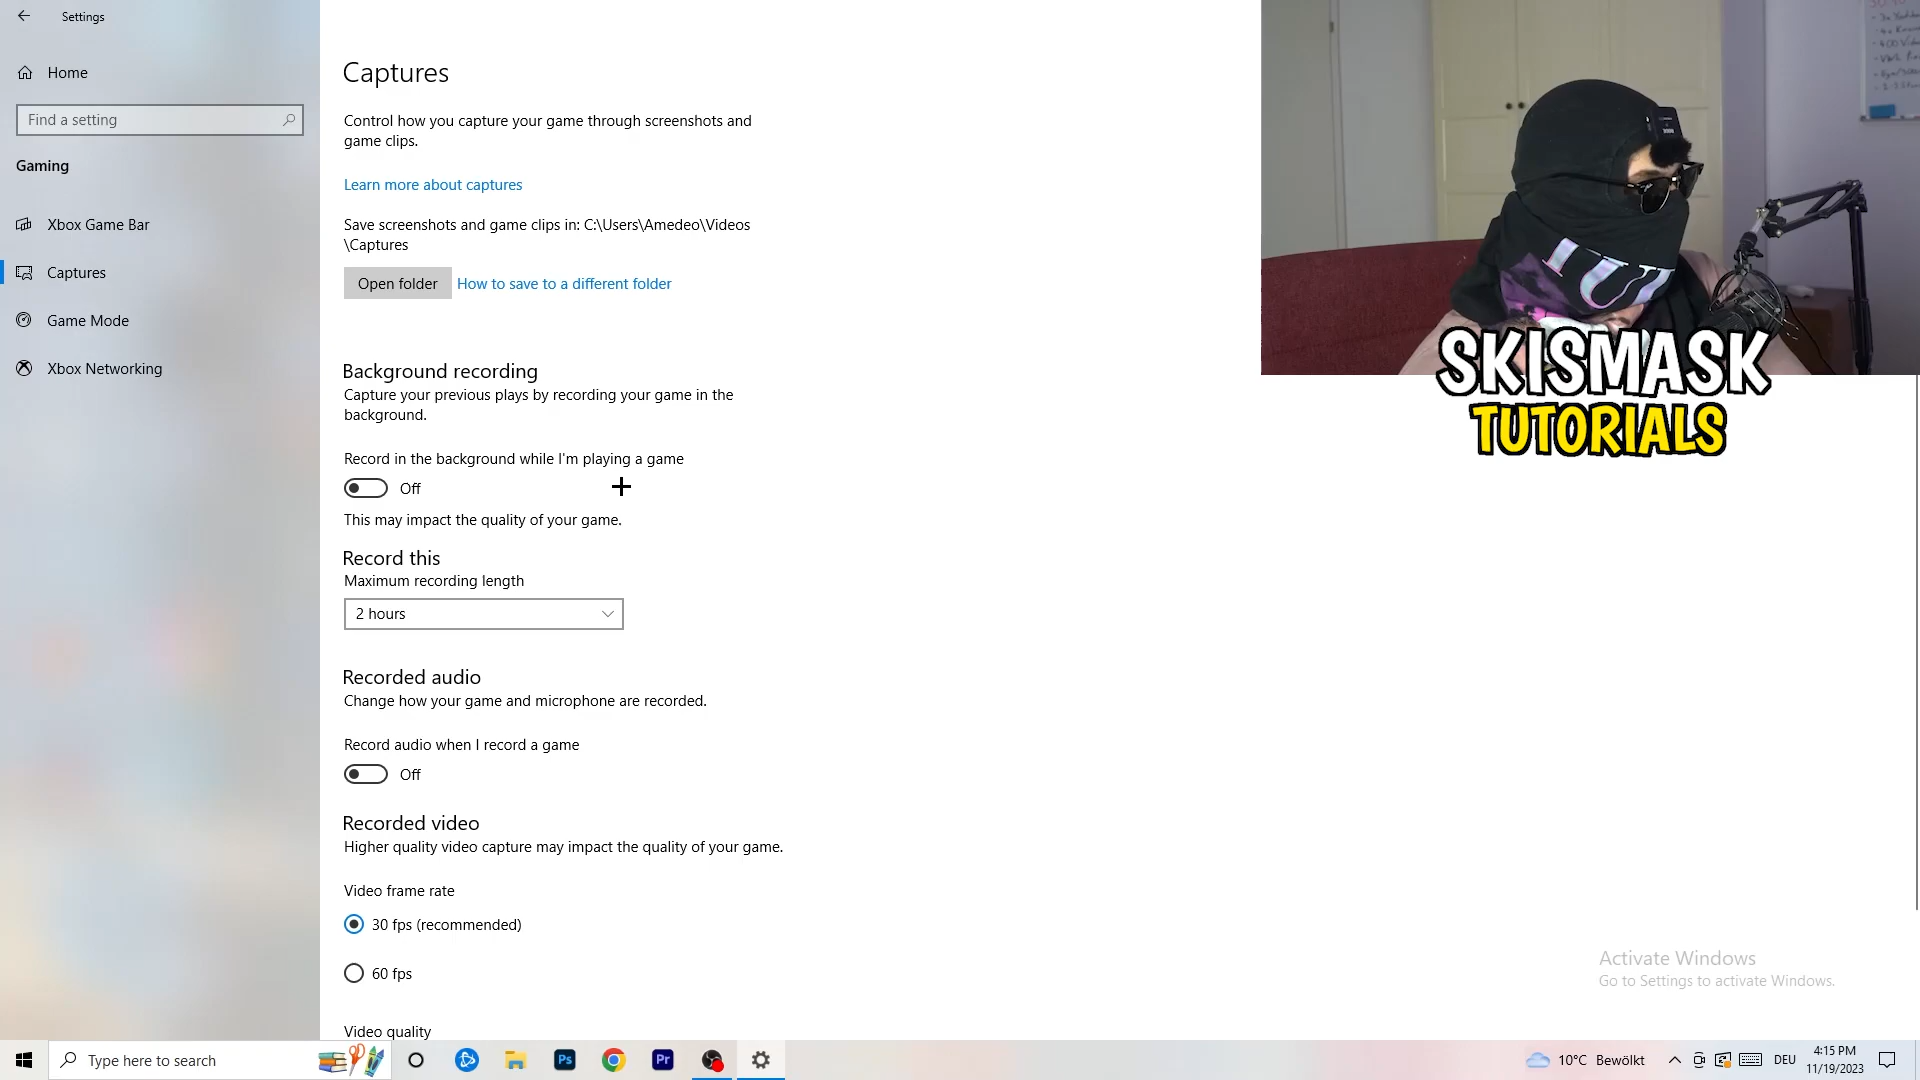 Settings
Home
Find a setting
Gaming
Xbox Game Bar
Captures
Game Mode
Xbox Networking
Captures
Control how you capture your game through screenshots and
game clips.
Learn more about captures
Save screenshots and game clips in: C:\Users\Amedeo\Videos
\Captures
Open folder
How to save to a different folder
Background recording
Capture your previous plays by recording your game in the
background.
Record in the background while I'm playing a game
Off
This may impact the quality of your game.
Record this
Maximum recording length
2 hours
Recorded audio
Change how your game and microphone are recorded.
Record audio when I record a game
Off
Recorded video
Higher quality video capture may impact the quality of your game.
Video frame rate
30 fps (recommended)
60 fps
Video quality
SKISMASK
TUTORIALS
Activate Windows
Go to Settings to activate Windows.
Type here to search
Ps
Pr
10°C Bewölkt
DEU
4:15 PM
11/19/2023